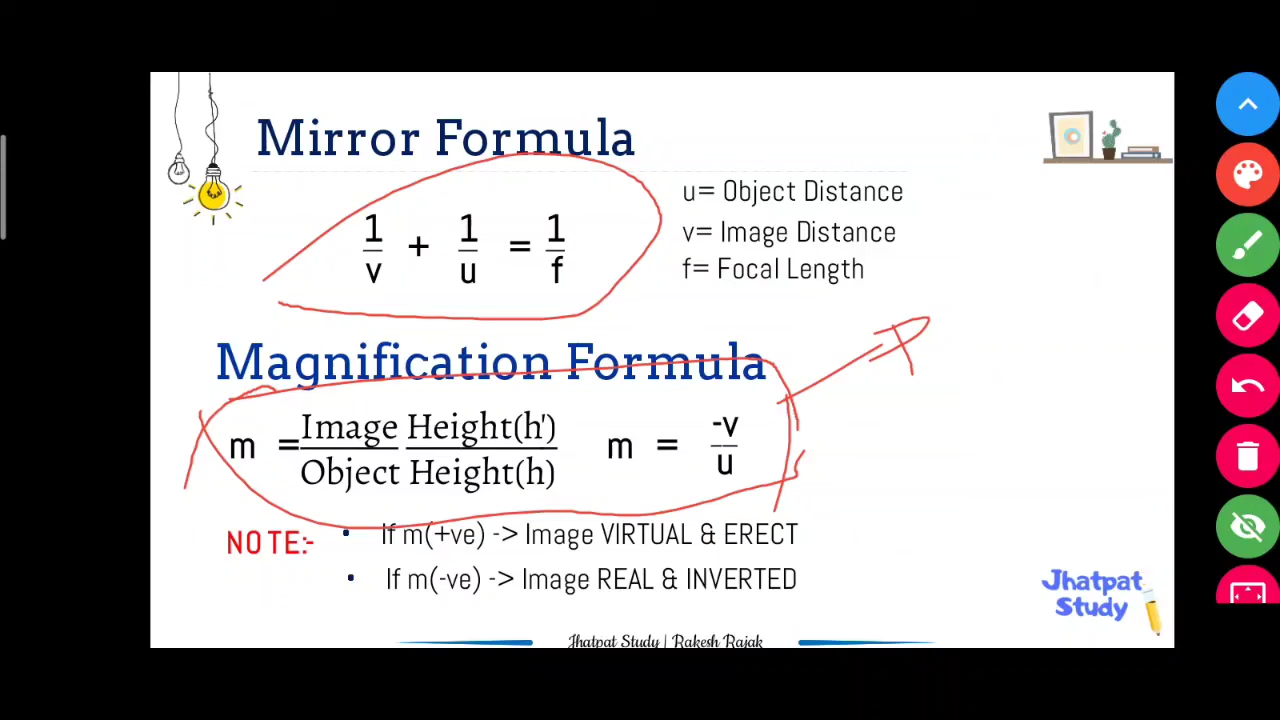 Mirror Formula
1/v + 1/u = 1/f
u= Object Distance
v= Image Distance
f= Focal Length
Magnification Formula
m = Image Height(h')/Object Height(h) m = -v/u
NOTE:- • If m(+ve) -> Image VIRTUAL & ERECT
• If m(-ve) -> Image REAL & INVERTED
Jhatpat
Study
Jhatpat Study | Rakesh Rajak